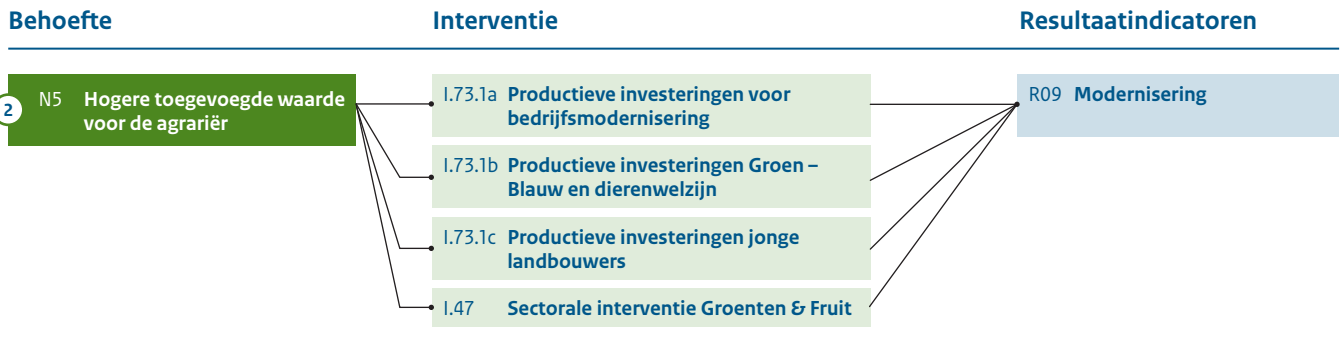 Behoefte
Interventie
Resultaatindicatoren
2
N5 Hogere toegevoegde waarde
voor de agrariër
I.73.1a Productieve investeringen voor
bedrijfsmodernisering
I.73.1b Productieve investeringen Groen –
Blauw en dierenwelzijn
I.73.1c Productieve investeringen jonge
landbouwers
I.47 Sectorale interventie Groenten & Fruit
R09 Modernisering